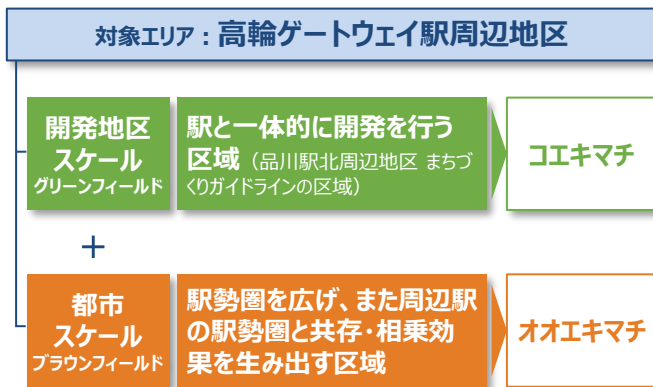 対象エリア：高輪ゲートウェイ駅周辺地区
開発地区
スケール
グリーンフィールド
駅と一体的に開発を行う
区域（品川駅北周辺地区 まちづ
くりガイドラインの区域）
コエキマチ
＋
都市
スケール
ブラウンフィールド
駅勢圏を広げ、また周辺駅
の駅勢圏と共存・相乗効
果を生み出す区域
オオエキマチ